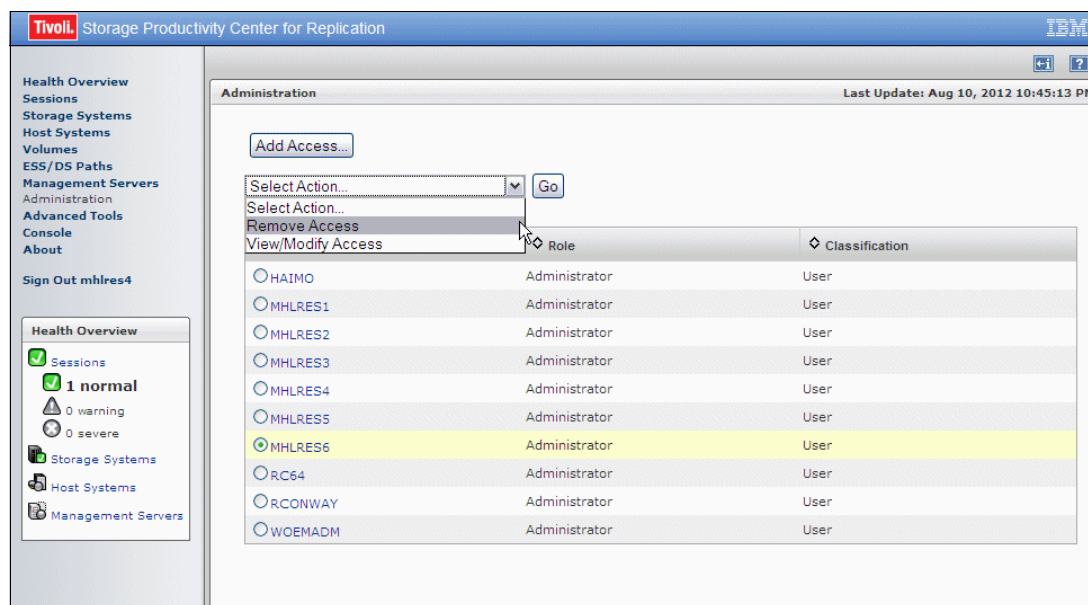 Tivoli. Storage Productivity Center for Replication
IBM
Health Overview
Sessions
Storage Systems
Host Systems
Volumes
ESS/DS Paths
Management Servers
Administration
Advanced Tools
Console
About
Sign Out mhlres4
Health Overview
Sessions
1 normal
0 warning
0 severe
Storage Systems
Host Systems
Management Servers
i ?
Administration Last Update: Aug 10, 2012 10:45:13 PM
Add Access...
Select Action... Go
Select Action...
Remove Access
View/Modify Access
Role Classification
HAIMO Administrator User
MHLRES1 Administrator User
MHLRES2 Administrator User
MHLRES3 Administrator User
MHLRES4 Administrator User
MHLRES5 Administrator User
MHLRES6 Administrator User
RC64 Administrator User
RCONWAY Administrator User
WOEMADM Administrator User